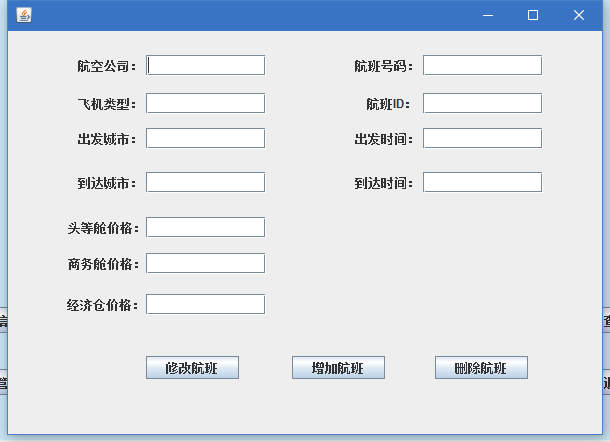 航空公司： 航班号码：
飞机类型： 航班ID：
出发城市： 出发时间：
到达城市： 到达时间：
头等舱价格：
商务舱价格：
经济仓价格：
修改航班 增加航班 删除航班